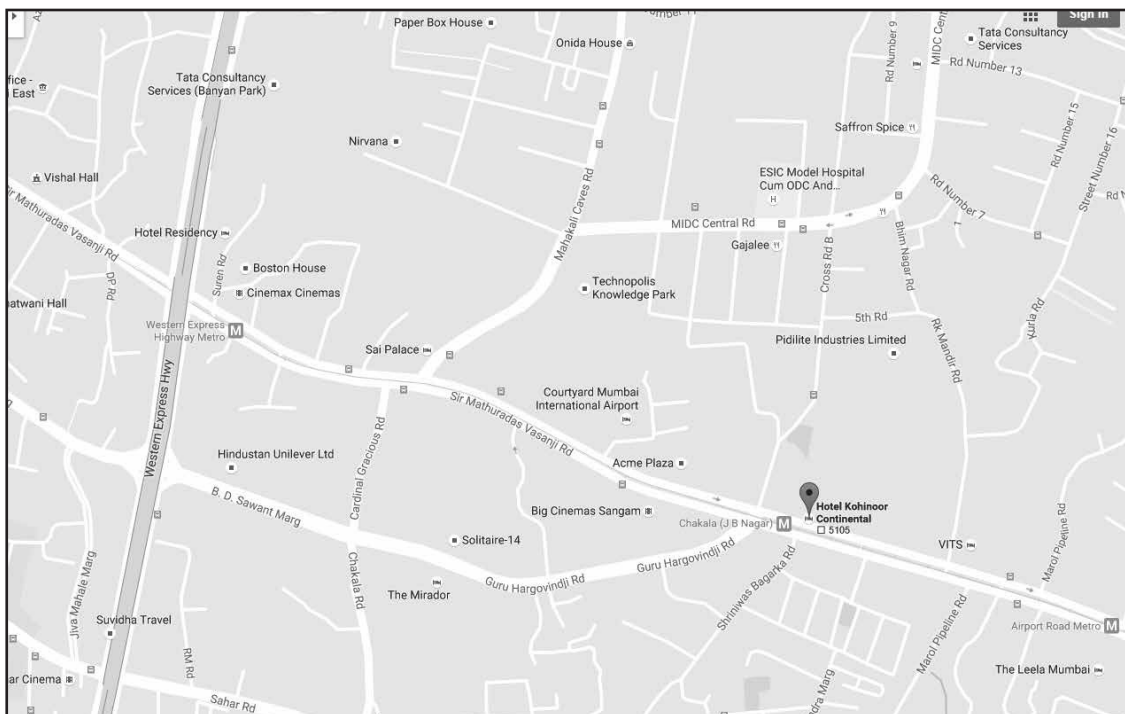 Paper Box House
Onida House
Sign in
Tata Consultancy
Services
MIDC Central
Rd Number 9
Rd Number 13
Tata Consultancy
Services (Banyan Park)
Rd Number 15
Street Number 16
Saffron Spice
Nirvana
ESIC Model Hospital
Cum ODC And...
H
Vishal Hall
Mahakali Caves Rd
Rd Number 7
MIDC Central Rd
Sir Mathuradas Vasanji Rd
Hotel Residency
Gajalee
Cross Rd B
Bhim Nagar Rd
Suren Rd
DP Rd
Boston House
Cinemax Cinemas
Technopolis
Knowledge Park
5th Rd
Kurla Rd
Western Express
Highway Metro
M
Sai Palace
Pidilite Industries Limited
Rk Mandir Rd
Western Express Hwy
Sir Mathuradas Vasanji Rd
Courtyard Mumbai
International Airport
Cardinal Gracious Rd
Hindustan Unilever Ltd
Acme Plaza
B. D. Sawant Marg
Big Cinemas Sangam
Chakala (J B Nagar)
M
Hotel Kohinoor
Continental
5105
Solitaire-14
VITS
Guru Hargovindji Rd
Guru Hargovindji Rd
Marol Pipeline Rd
Chakala Rd
The Mirador
Shriniwas Bagarka Rd
Jiva Mahale Marg
Suvidha Travel
Marol Pipeline Rd
Airport Road Metro
M
RM Rd
The Leela Mumbai
Cinema
Sahar Rd
Marg